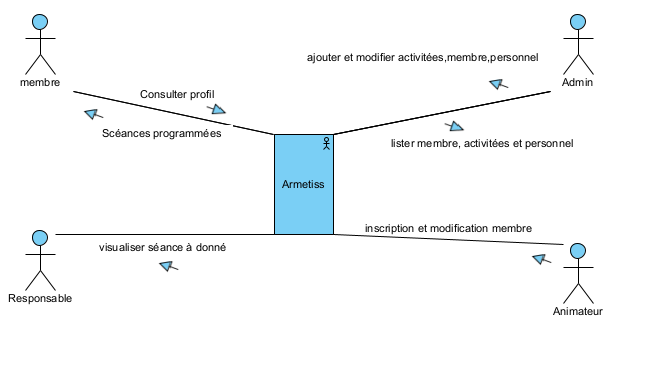 ajouter et modifier activitées,membre,personnel
membre
Admin
Consulter profil
Scéances programmées
lister membre, activitées et personnel
Armetiss
inscription et modification membre
visualiser séance à donné
Responsable
Animateur